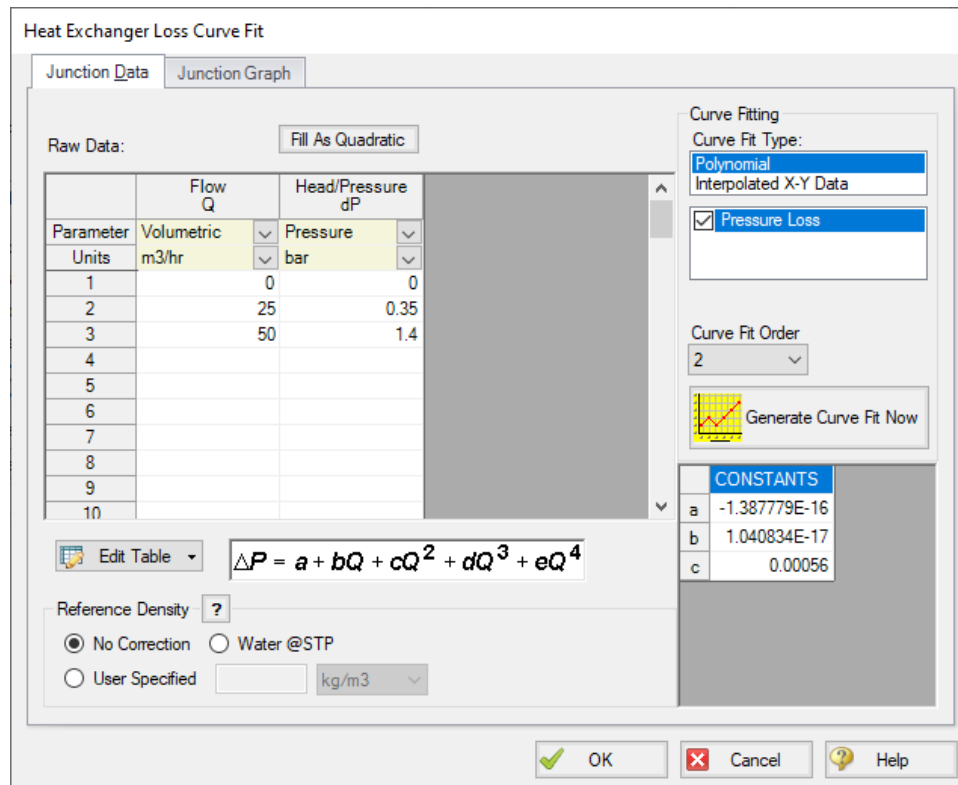 Heat Exchanger Loss Curve Fit
Junction Data
Junction Graph
Raw Data:
Fill As Quadratic
Flow Q
Head/Pressure dP
Parameter Volumetric Pressure
Units m3/hr bar
1 0 0
2 25 0.35
3 50 1.4
4
5
6
7
8
9
10
Edit Table
△P = a + bQ + cQ² + dQ³ + eQ⁴
Reference Density ?
No Correction Water @STP
User Specified kg/m3
Curve Fitting
Curve Fit Type:
Polynomial
Interpolated X-Y Data
Pressure Loss
Curve Fit Order
2
Generate Curve Fit Now
CONSTANTS
a -1.387779E-16
b 1.040834E-17
c 0.00056
OK Cancel Help